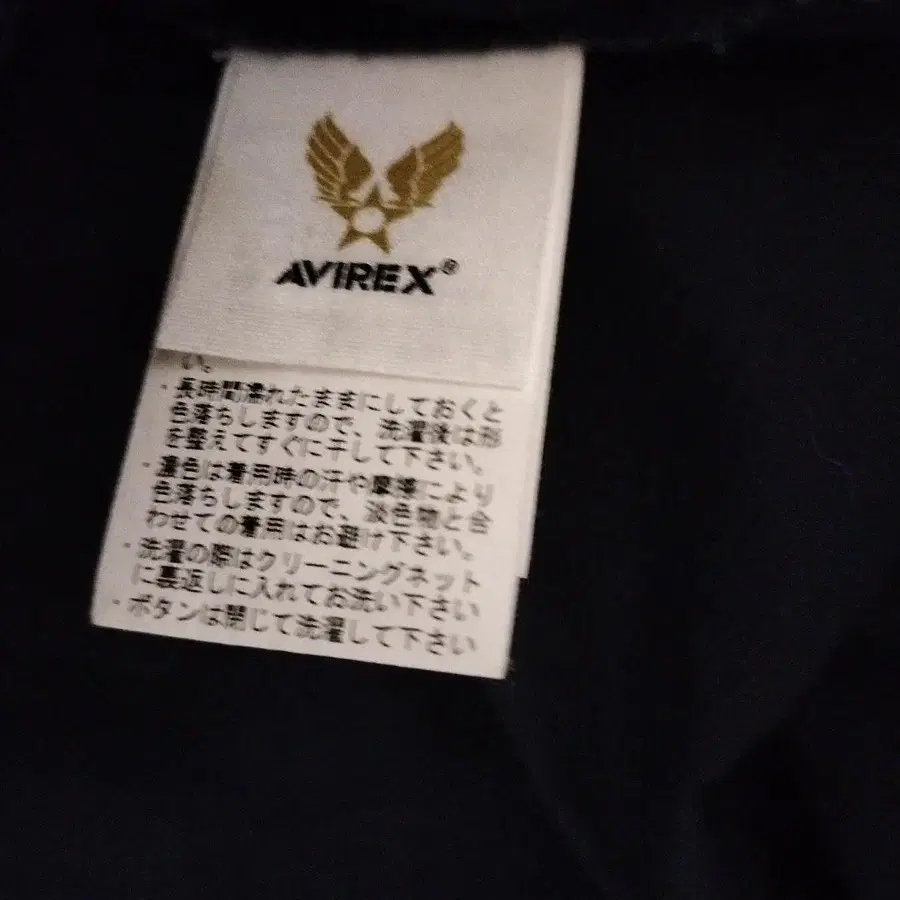 AVIREX®
い。
・長時間濡れたままにしておくと
色落ちしますので、洗濯後は形
を整えてすぐに干して下さい。
・濃色は着用時の汗や摩擦により
色落ちしますので、淡色物と合
わせての着用はお避け下さい。
・洗濯の際はクリーニングネット
に裏返しに入れてお洗い下さい
・ボタンは閉じて洗濯して下さい